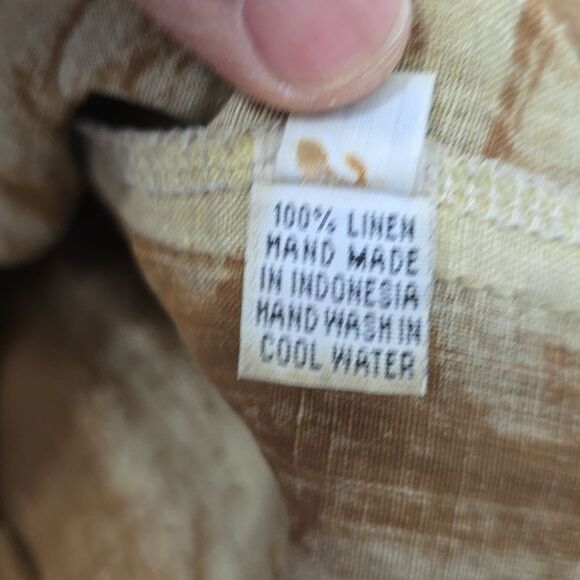 100% LINEN
HAND MADE
IN INDONESIA
HAND WASH IN
COOL WATER